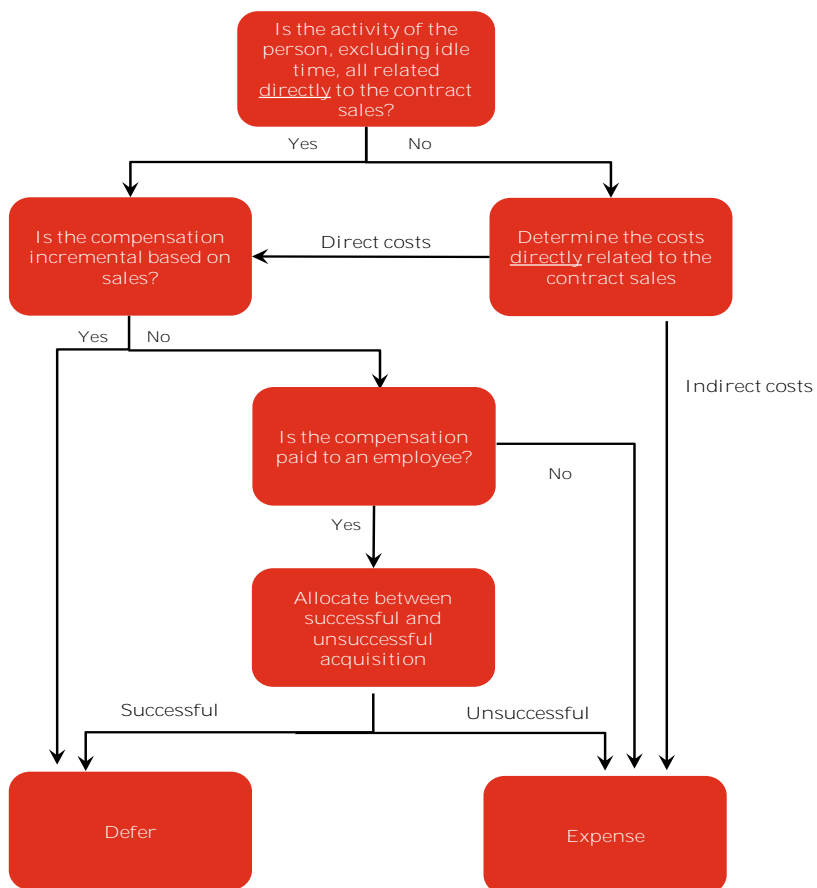 Is the activity of the
person, excluding idle
time, all related
directly to the contract
sales?
Yes
No
Is the compensation
incremental based on
sales?
Direct costs
Determine the costs
directly related to the
contract sales
Yes
No
Indirect costs
Is the compensation
paid to an employee?
No
Yes
Allocate between
successful and
unsuccessful
acquisition
Successful
Unsuccessful
Defer
Expense